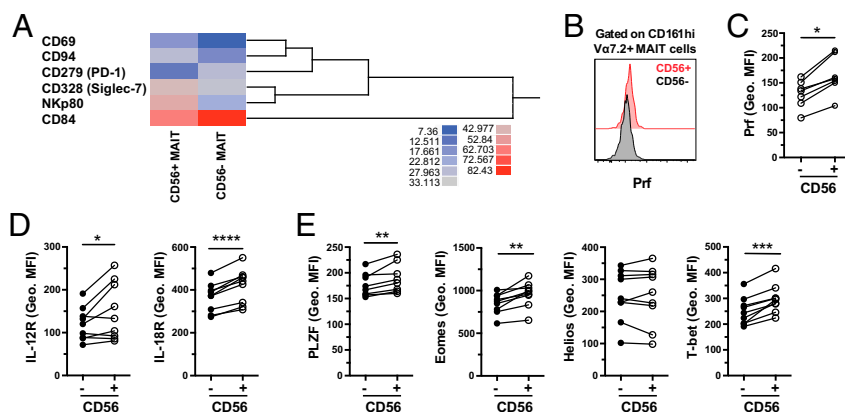 A
CD69
CD94
CD279 (PD-1)
CD328 (Siglec-7)
NKp80
CD84
CD56+ MAIT
CD56- MAIT
7.36 42.977
12.511 52.84
17.661 62.703
22.812 72.567
27.963 82.43
33.113
B
Gated on CD161hi
Vα7.2+ MAIT cells
CD56+
CD56-
Prf
C
*
Prf (Geo. MFI)
250
200
150
100
50
0
- +
CD56
D
*
IL-12R (Geo. MFI)
300
200
100
0
- +
CD56
****
IL-18R (Geo. MFI)
600
400
200
0
- +
CD56
E
**
PLZF (Geo. MFI)
250
200
150
100
50
0
- +
CD56
**
Eomes (Geo. MFI)
1500
1000
500
0
- +
CD56
Helios (Geo. MFI)
400
300
200
100
0
- +
CD56
***
T-bet (Geo. MFI)
500
400
300
200
100
0
- +
CD56